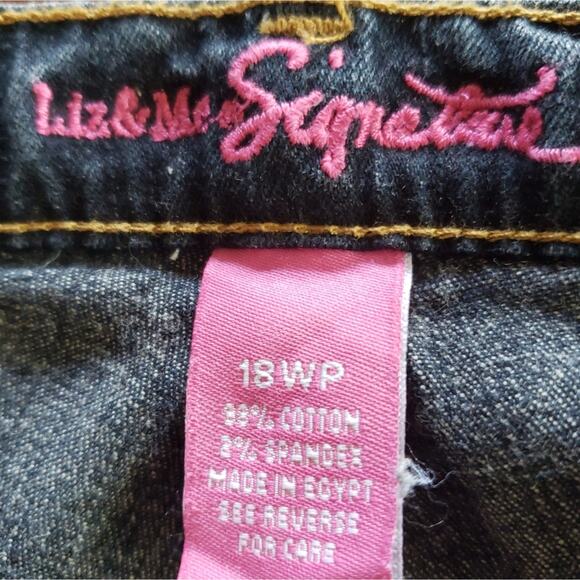 Liz&Me® Signature
18WP
98% COTTON
2% SPANDEX
MADE IN EGYPT
SEE REVERSE
FOR CARE